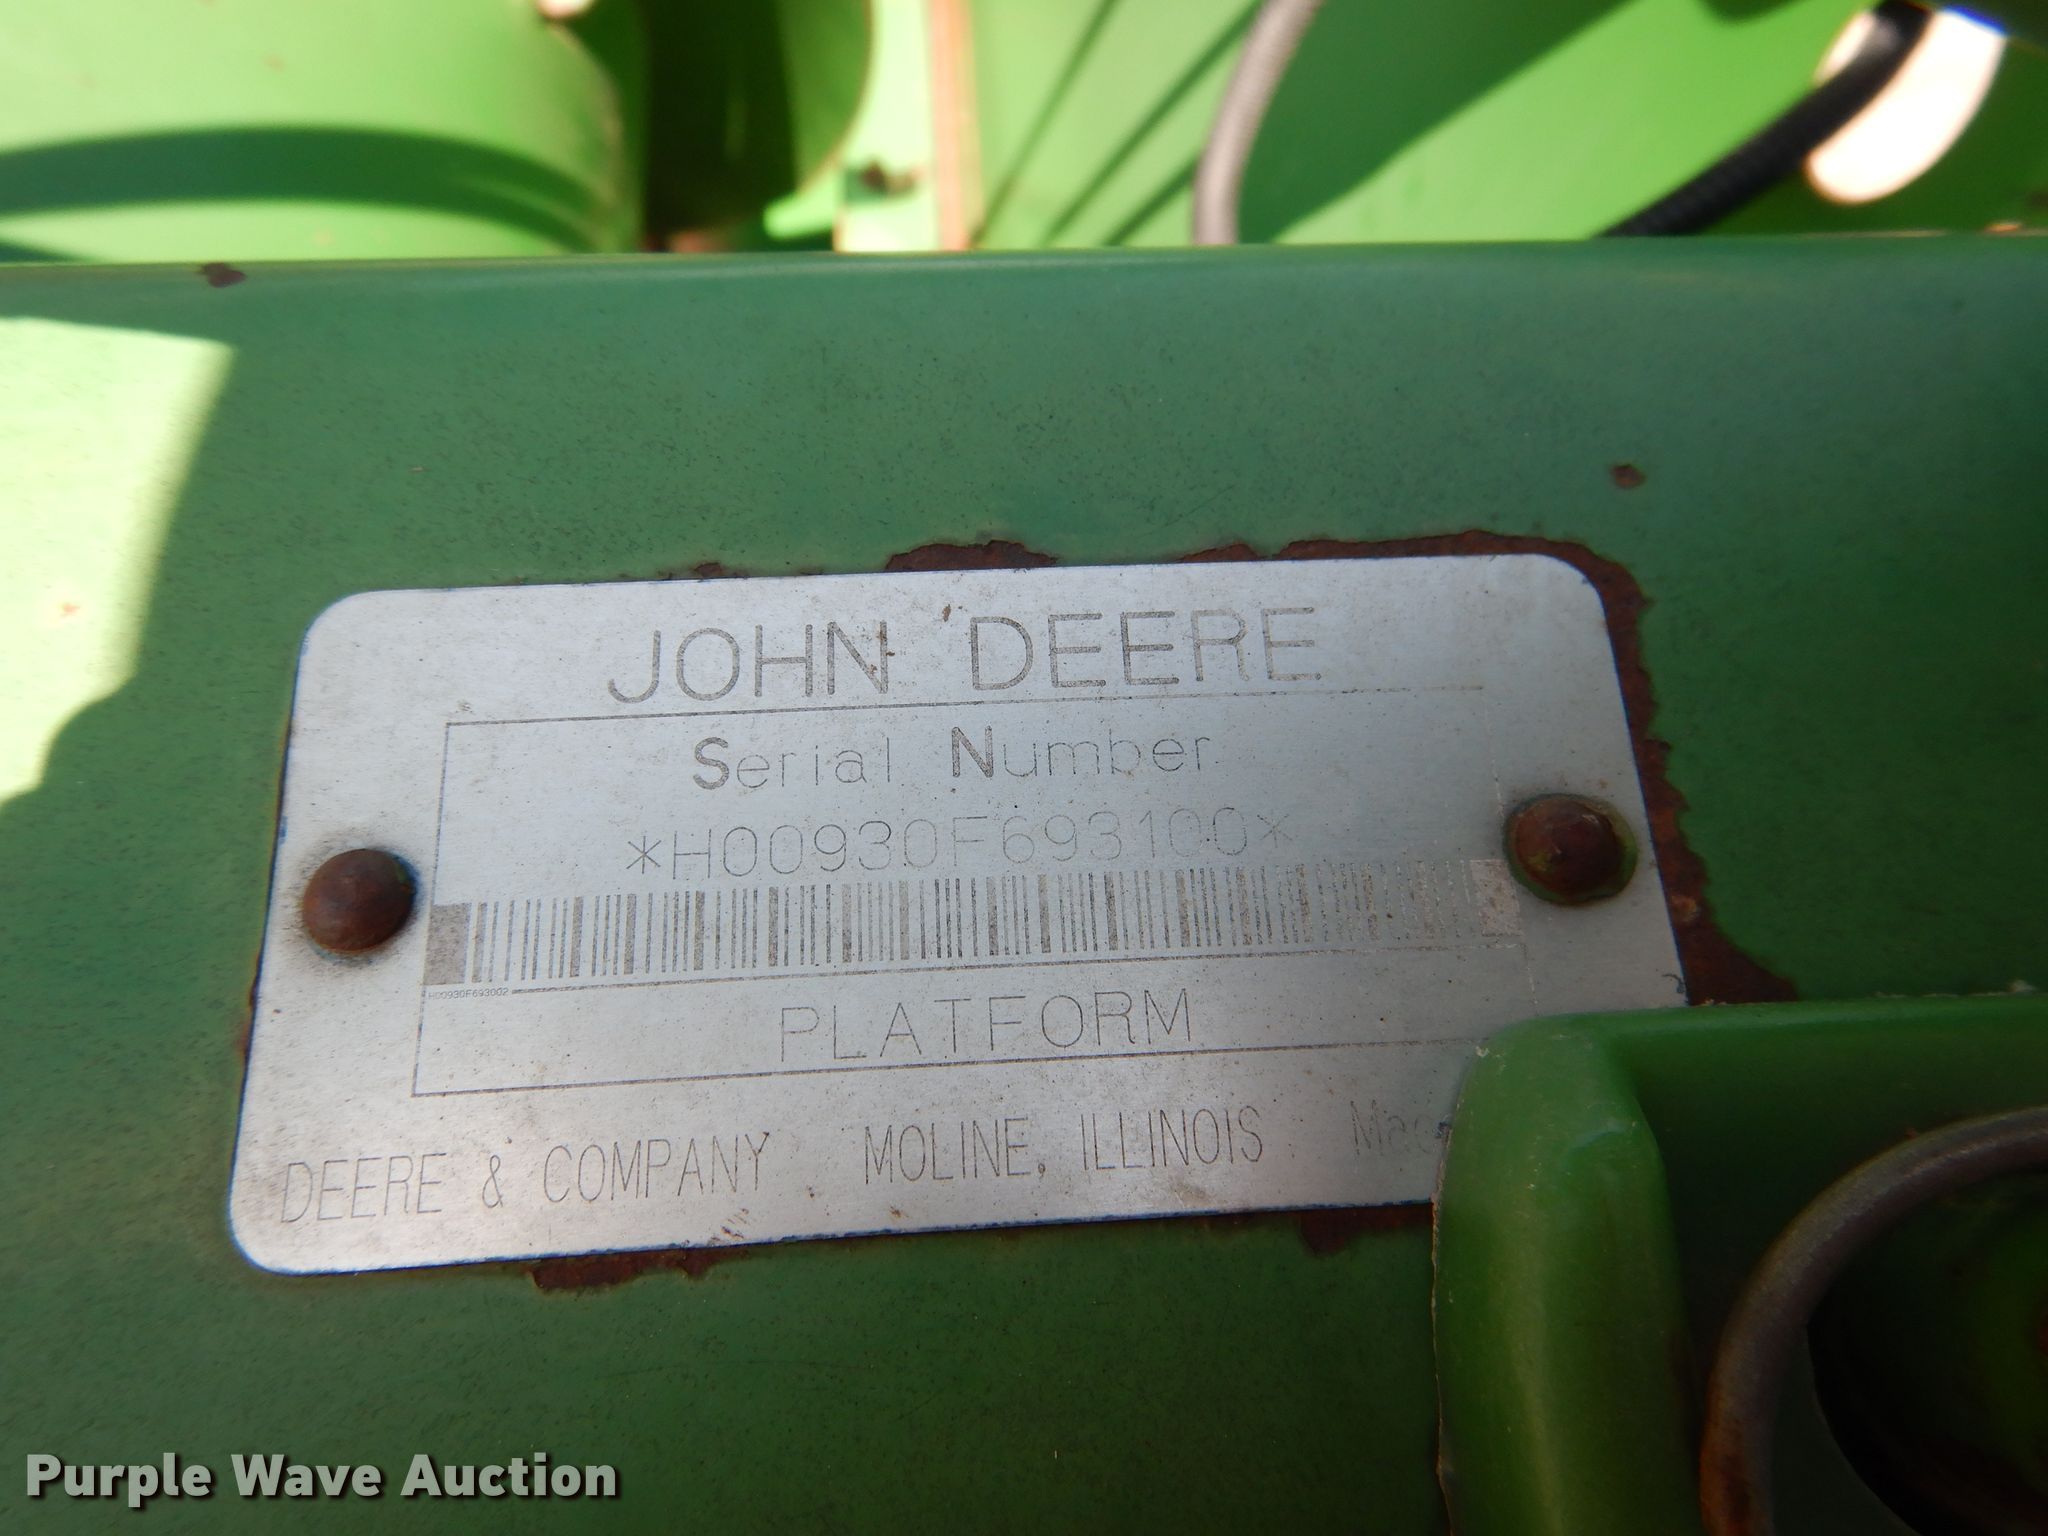 JOHN DEERE
Serial Number
*H00930F693100*
H00930F693002
PLATFORM
DEERE & COMPANY MOLINE, ILLINOIS
Purple Wave Auction